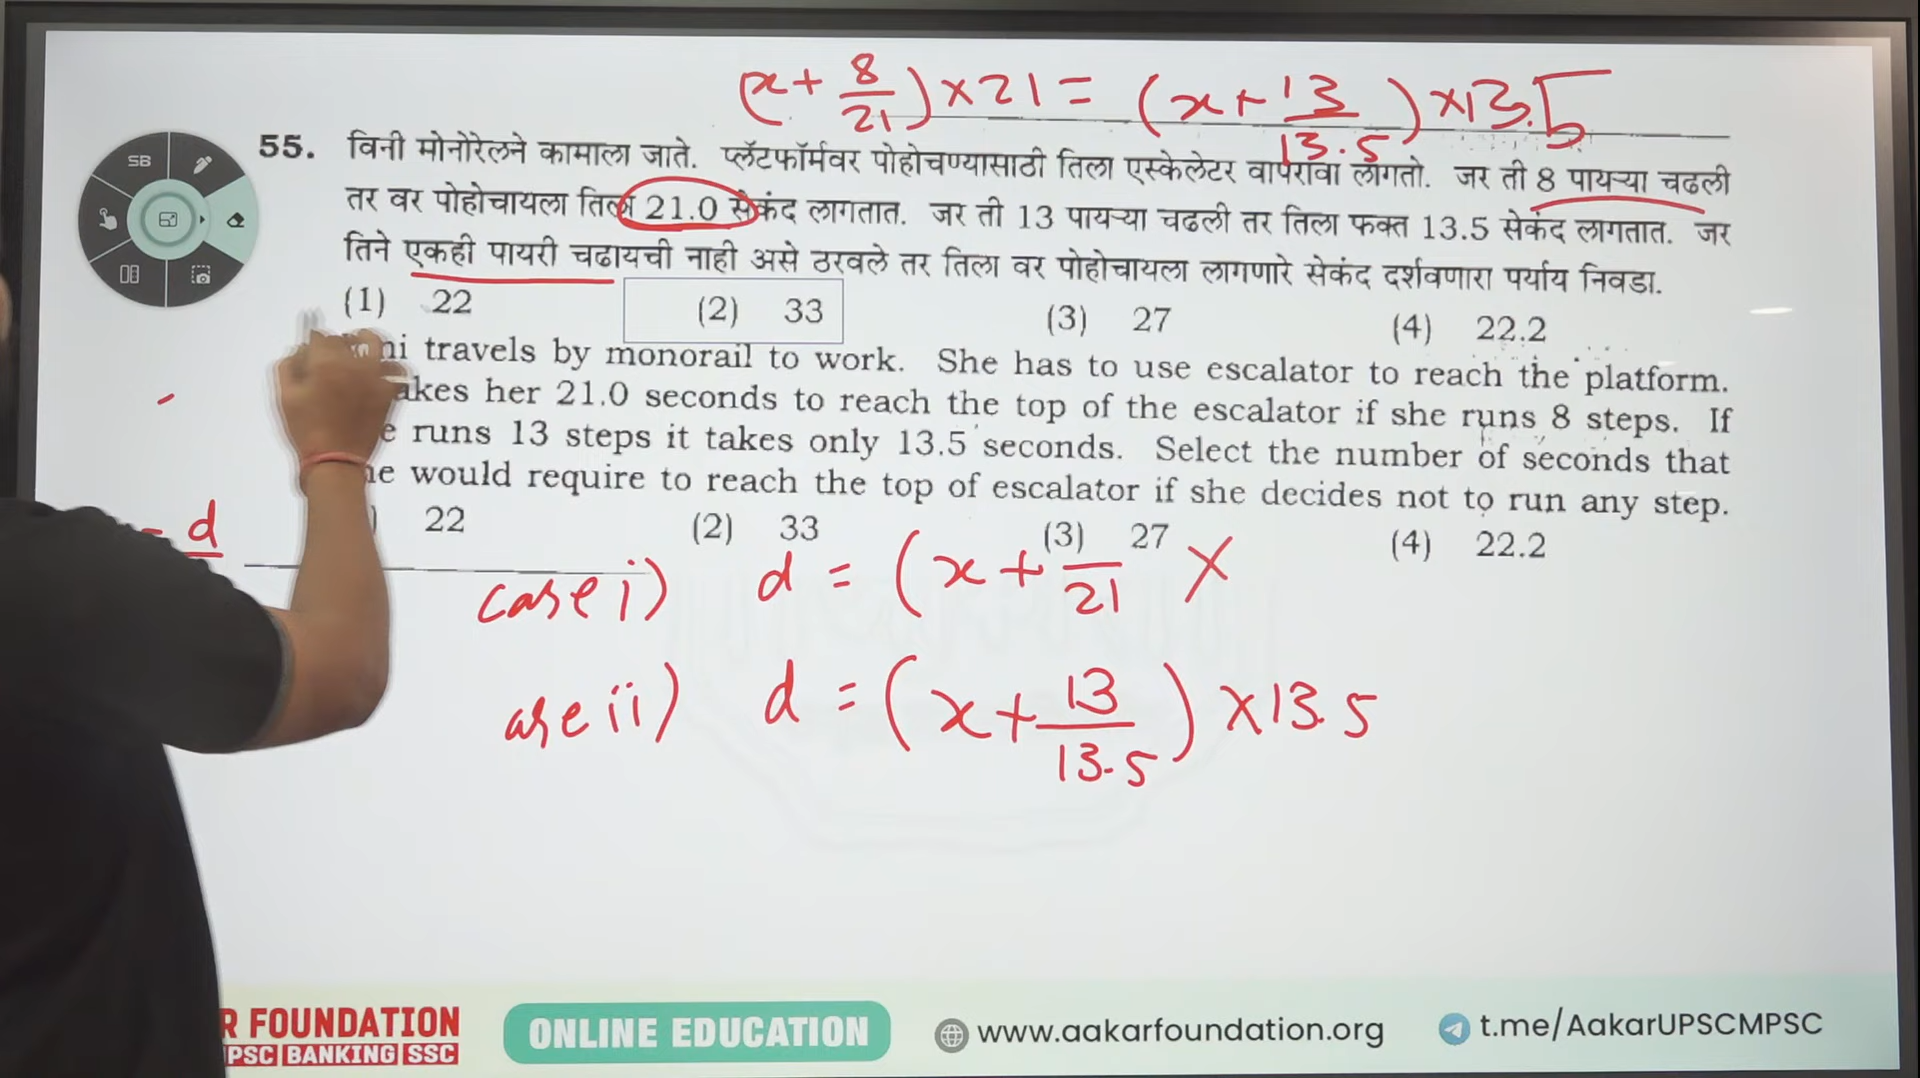 (x + 8/21) × 21 = (x + 13/13.5) × 13.5
SB
55. विनी मोनोरेलने कामाला जाते. प्लॅटफॉर्मवर पोहोचण्यासाठी तिला एस्केलेटर वापरावा लागतो. जर ती 8 पायऱ्या चढली
तर वर पोहोचायला तिला 21.0 सेकंद लागतात. जर ती 13 पायऱ्या चढली तर तिला फक्त 13.5 सेकंद लागतात. जर
तिने एकही पायरी चढायची नाही असे ठरवले तर तिला वर पोहोचायला लागणारे सेकंद दर्शवणारा पर्याय निवडा.
(1) 22 (2) 33 (3) 27 (4) 22.2
travels by monorail to work. She has to use escalator to reach the platform.
her 21.0 seconds to reach the top of the escalator if she runs 8 steps. If
runs 13 steps it takes only 13.5 seconds. Select the number of seconds that
would require to reach the top of escalator if she decides not to run any step.
22 (2) 33 (3) 27 (4) 22.2
d
case i) d = (x + /21 ×
case ii) d = (x + 13/13.5) × 13.5
R FOUNDATION
PSC BANKING SSC
ONLINE EDUCATION
www.aakarfoundation.org
t.me/AakarUPSCMPSC